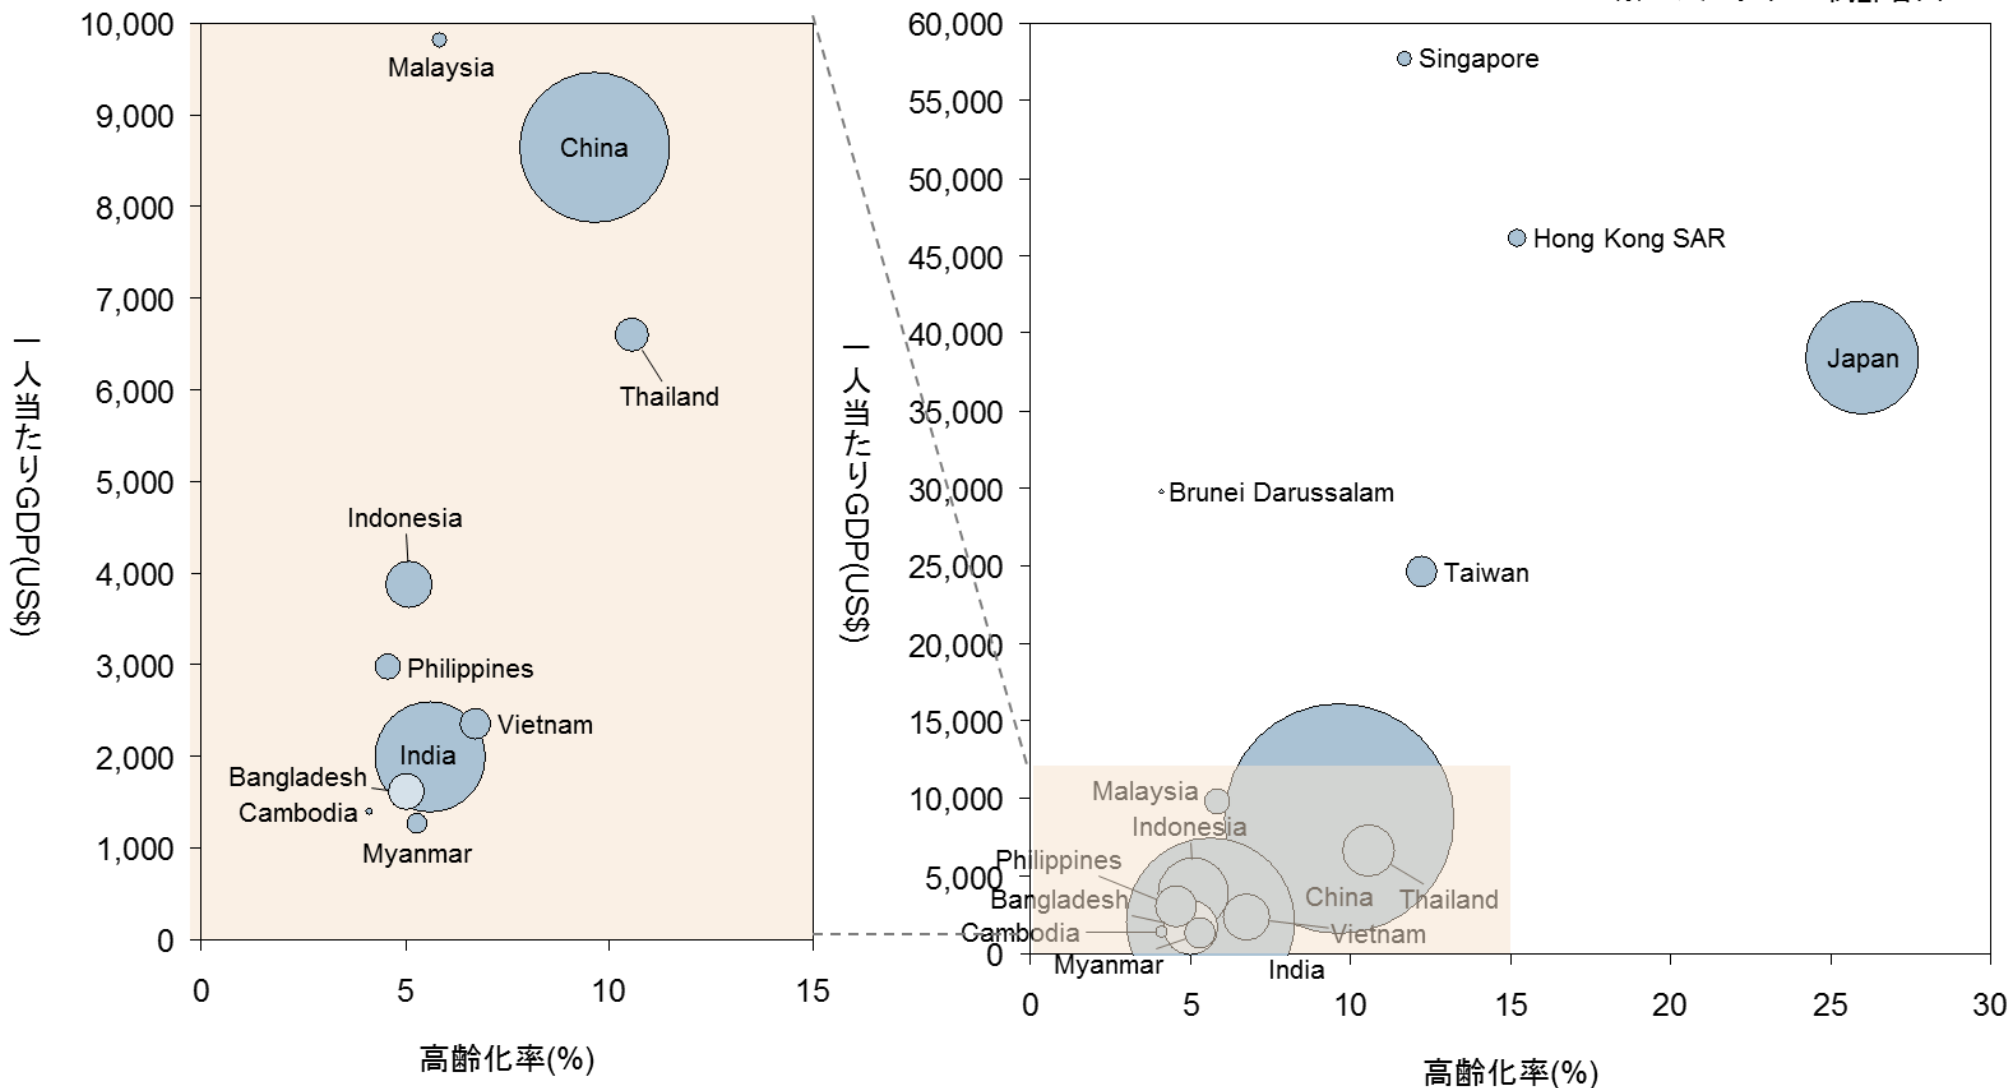 10,000
9,000
8,000
7,000
6,000
5,000
4,000
3,000
2,000
1,000
0
一人当たりGDP(US$)
Malaysia
China
Thailand
Indonesia
Philippines
Vietnam
India
Bangladesh
Cambodia
Myanmar
0 5 10 15
高齢化率(%)
60,000
55,000
50,000
45,000
40,000
35,000
30,000
25,000
20,000
15,000
10,000
5,000
0
一人当たりGDP(US$)
Singapore
Hong Kong SAR
Japan
Brunei Darussalam
Taiwan
Malaysia
Indonesia
Philippines
China
Thailand
Bangladesh
Cambodia
Vietnam
Myanmar
India
0 5 10 15 20 25 30
高齢化率(%)